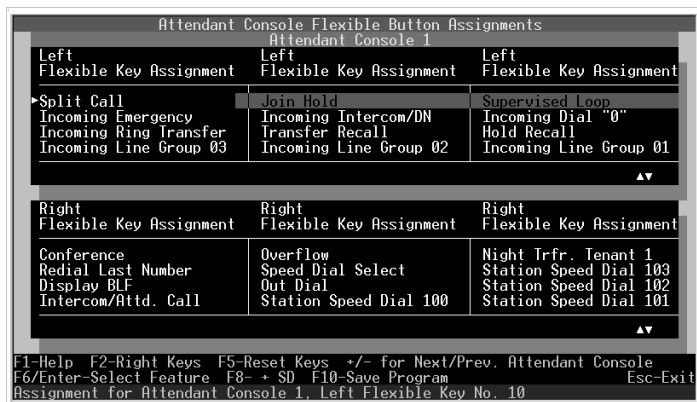 Attendant Console Flexible Button Assignments
Attendant Console 1
Left Left Left
Flexible Key Assignment Flexible Key Assignment Flexible Key Assignment
►Split Call Join Hold Supervised Loop
Incoming Emergency Incoming Intercom/DN Incoming Dial "0"
Incoming Ring Transfer Transfer Recall Hold Recall
Incoming Line Group 03 Incoming Line Group 02 Incoming Line Group 01
▲▼
Right Right Right
Flexible Key Assignment Flexible Key Assignment Flexible Key Assignment
Conference Overflow Night Trfr. Tenant 1
Redial Last Number Speed Dial Select Station Speed Dial 103
Display BLF Out Dial Station Speed Dial 102
Intercom/Attd. Call Station Speed Dial 100 Station Speed Dial 101
▲▼
F1-Help F2-Right Keys F5-Reset Keys +/- for Next/Prev. Attendant Console
F6/Enter-Select Feature F8- + SD F10-Save Program Esc-Exit
Assignment for Attendant Console 1, Left Flexible Key No. 10